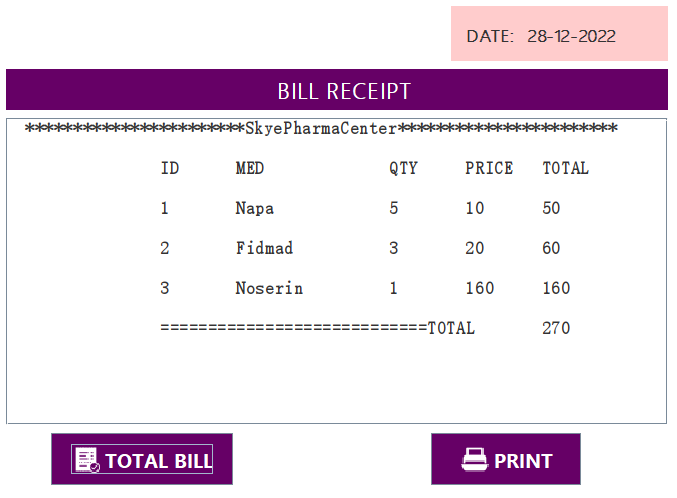 DATE: 28-12-2022
BILL RECEIPT
***********************SkyePharmaCenter***********************
ID MED QTY PRICE TOTAL
1 Napa 5 10 50
2 Fidmad 3 20 60
3 Noserin 1 160 160
============================TOTAL 270
TOTAL BILL
PRINT